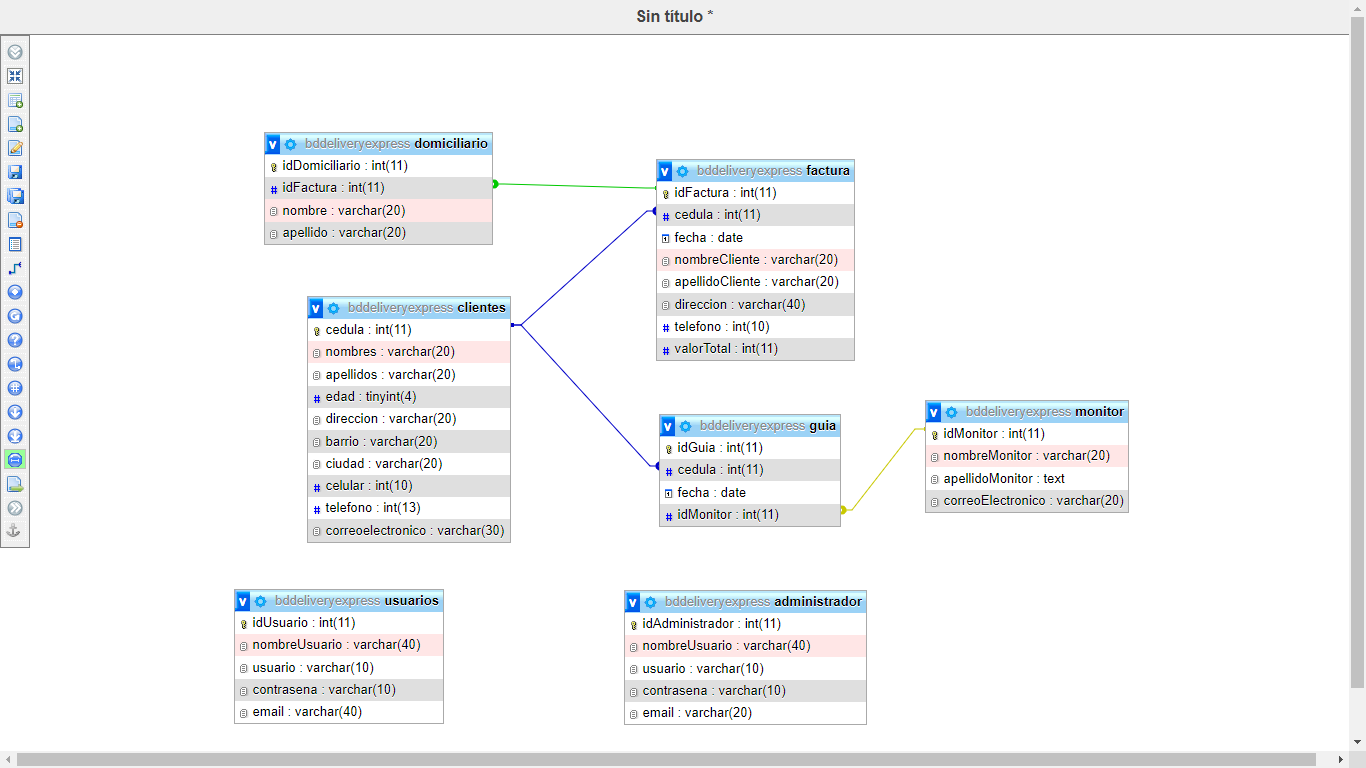 Sin título *
bddeliveryexpress domiciliario
idDomiciliario : int(11)
idFactura : int(11)
nombre : varchar(20)
apellido : varchar(20)
bddeliveryexpress factura
idFactura : int(11)
cedula : int(11)
fecha : date
nombreCliente : varchar(20)
apellidoCliente : varchar(20)
direccion : varchar(40)
telefono : int(10)
valorTotal : int(11)
bddeliveryexpress clientes
cedula : int(11)
nombres : varchar(20)
apellidos : varchar(20)
edad : tinyint(4)
direccion : varchar(20)
barrio : varchar(20)
ciudad : varchar(20)
celular : int(10)
telefono : int(13)
correoelectronico : varchar(30)
bddeliveryexpress guia
idGuia : int(11)
cedula : int(11)
fecha : date
idMonitor : int(11)
bddeliveryexpress monitor
idMonitor : int(11)
nombreMonitor : varchar(20)
apellidoMonitor : text
correoElectronico : varchar(20)
bddeliveryexpress usuarios
idUsuario : int(11)
nombreUsuario : varchar(40)
usuario : varchar(10)
contrasena : varchar(10)
email : varchar(40)
bddeliveryexpress administrador
idAdministrador : int(11)
nombreUsuario : varchar(40)
usuario : varchar(10)
contrasena : varchar(10)
email : varchar(20)